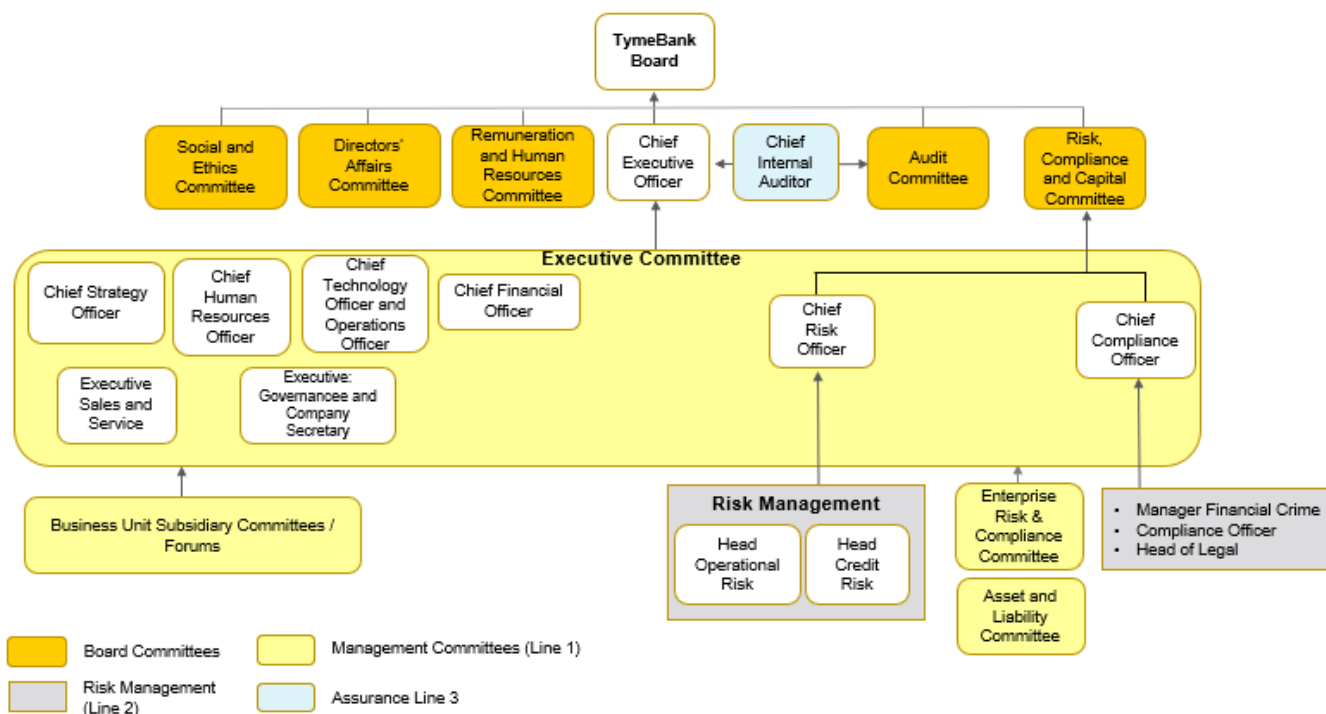 TymeBank
Board
Social and
Ethics
Committee
Directors'
Affairs
Committee
Remuneration
and Human
Resources
Committee
Chief
Executive
Officer
Chief
Internal
Auditor
Audit
Committee
Risk,
Compliance
and Capital
Committee
Executive Committee
Chief Strategy
Officer
Chief
Human
Resources
Officer
Chief
Technology
Officer and
Operations
Officer
Chief Financial
Officer
Chief
Risk
Officer
Chief
Compliance
Officer
Executive
Sales and
Service
Executive:
Governancee and
Company
Secretary
Business Unit Subsidiary Committees /
Forums
Risk Management
Head
Operational
Risk
Head
Credit
Risk
Enterprise
Risk &
Compliance
Committee
Asset and
Liability
Committee
• Manager Financial Crime
• Compliance Officer
• Head of Legal
Board Committees
Management Committees (Line 1)
Risk Management
(Line 2)
Assurance Line 3